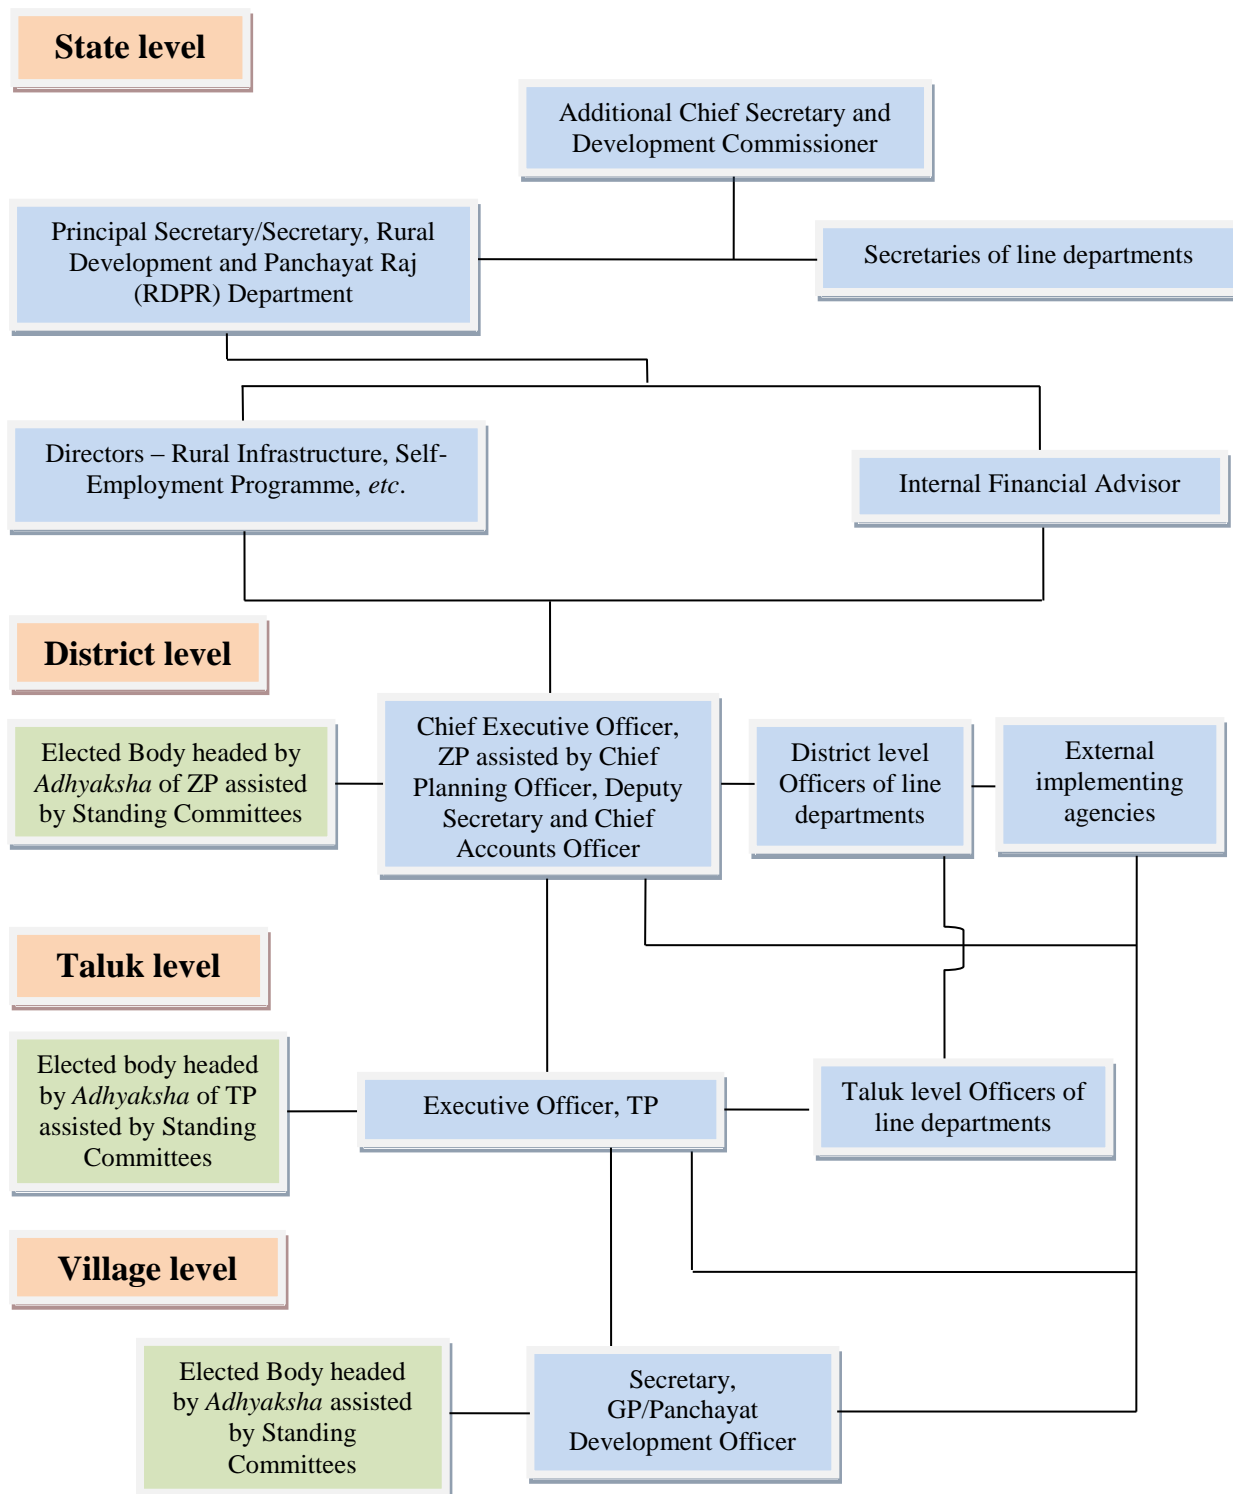 State level
Additional Chief Secretary and
Development Commissioner
Principal Secretary/Secretary, Rural
Development and Panchayat Raj
(RDPR) Department
Secretaries of line departments
Directors – Rural Infrastructure, Self-
Employment Programme, etc.
Internal Financial Advisor
District level
Elected Body headed by
Adhyaksha of ZP assisted
by Standing Committees
Chief Executive Officer,
ZP assisted by Chief
Planning Officer, Deputy
Secretary and Chief
Accounts Officer
District level
Officers of line
departments
External
implementing
agencies
Taluk level
Elected body headed
by Adhyaksha of TP
assisted by Standing
Committees
Executive Officer, TP
Taluk level Officers of
line departments
Village level
Elected Body headed
by Adhyaksha assisted
by Standing
Committees
Secretary,
GP/Panchayat
Development Officer